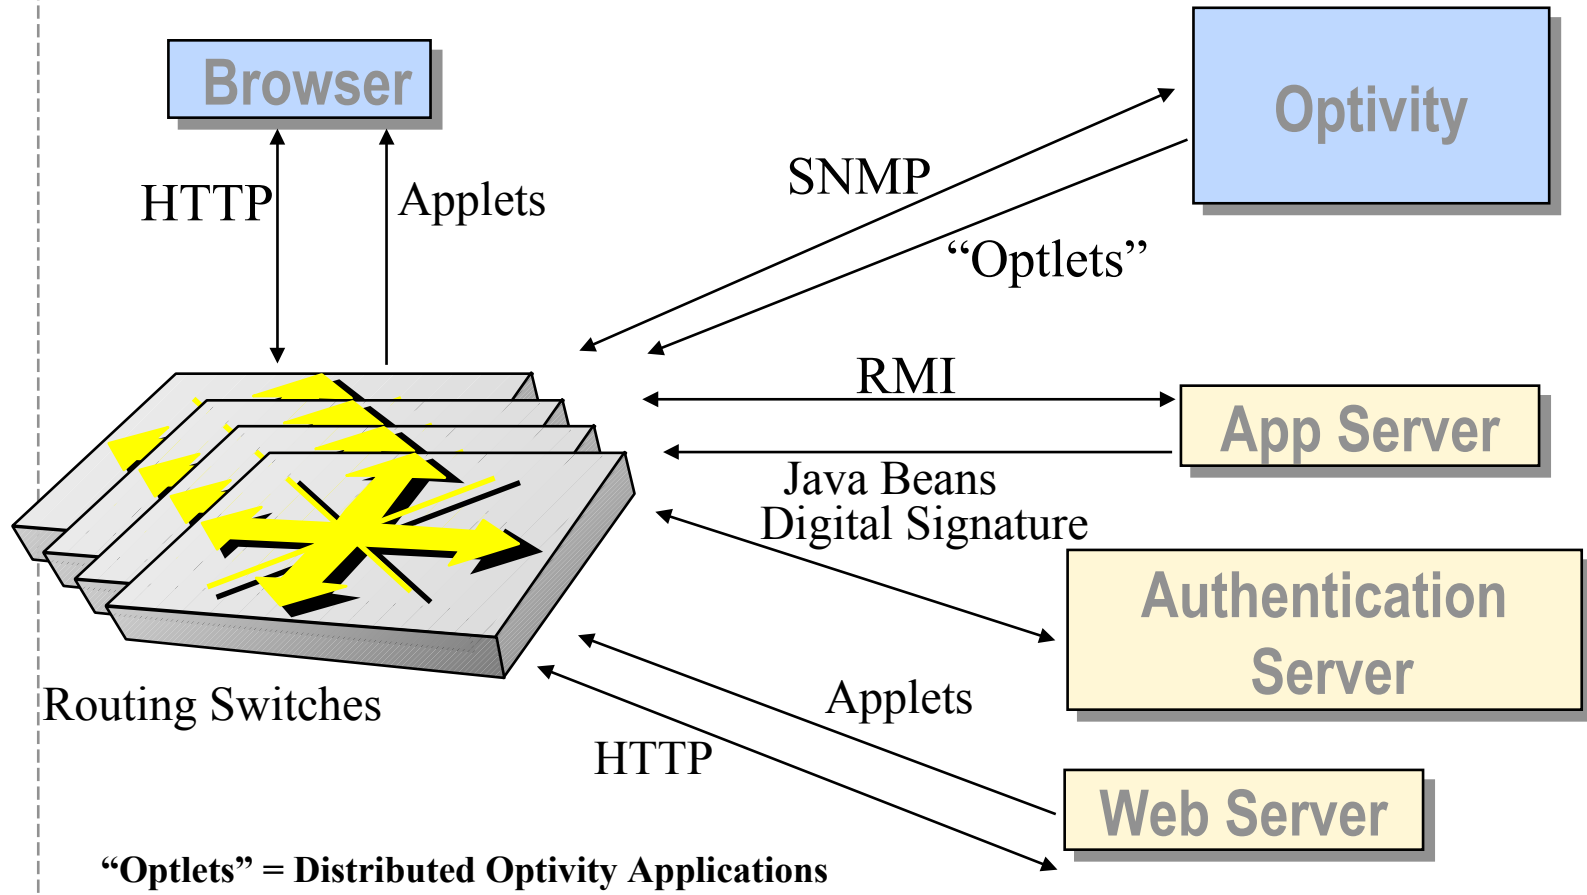 Browser
Optivity
SNMP
HTTP
Applets
“Optlets”
RMI
App Server
Java Beans
Digital Signature
Authentication
Server
Routing Switches
Applets
HTTP
Web Server
“Optlets” = Distributed Optivity Applications